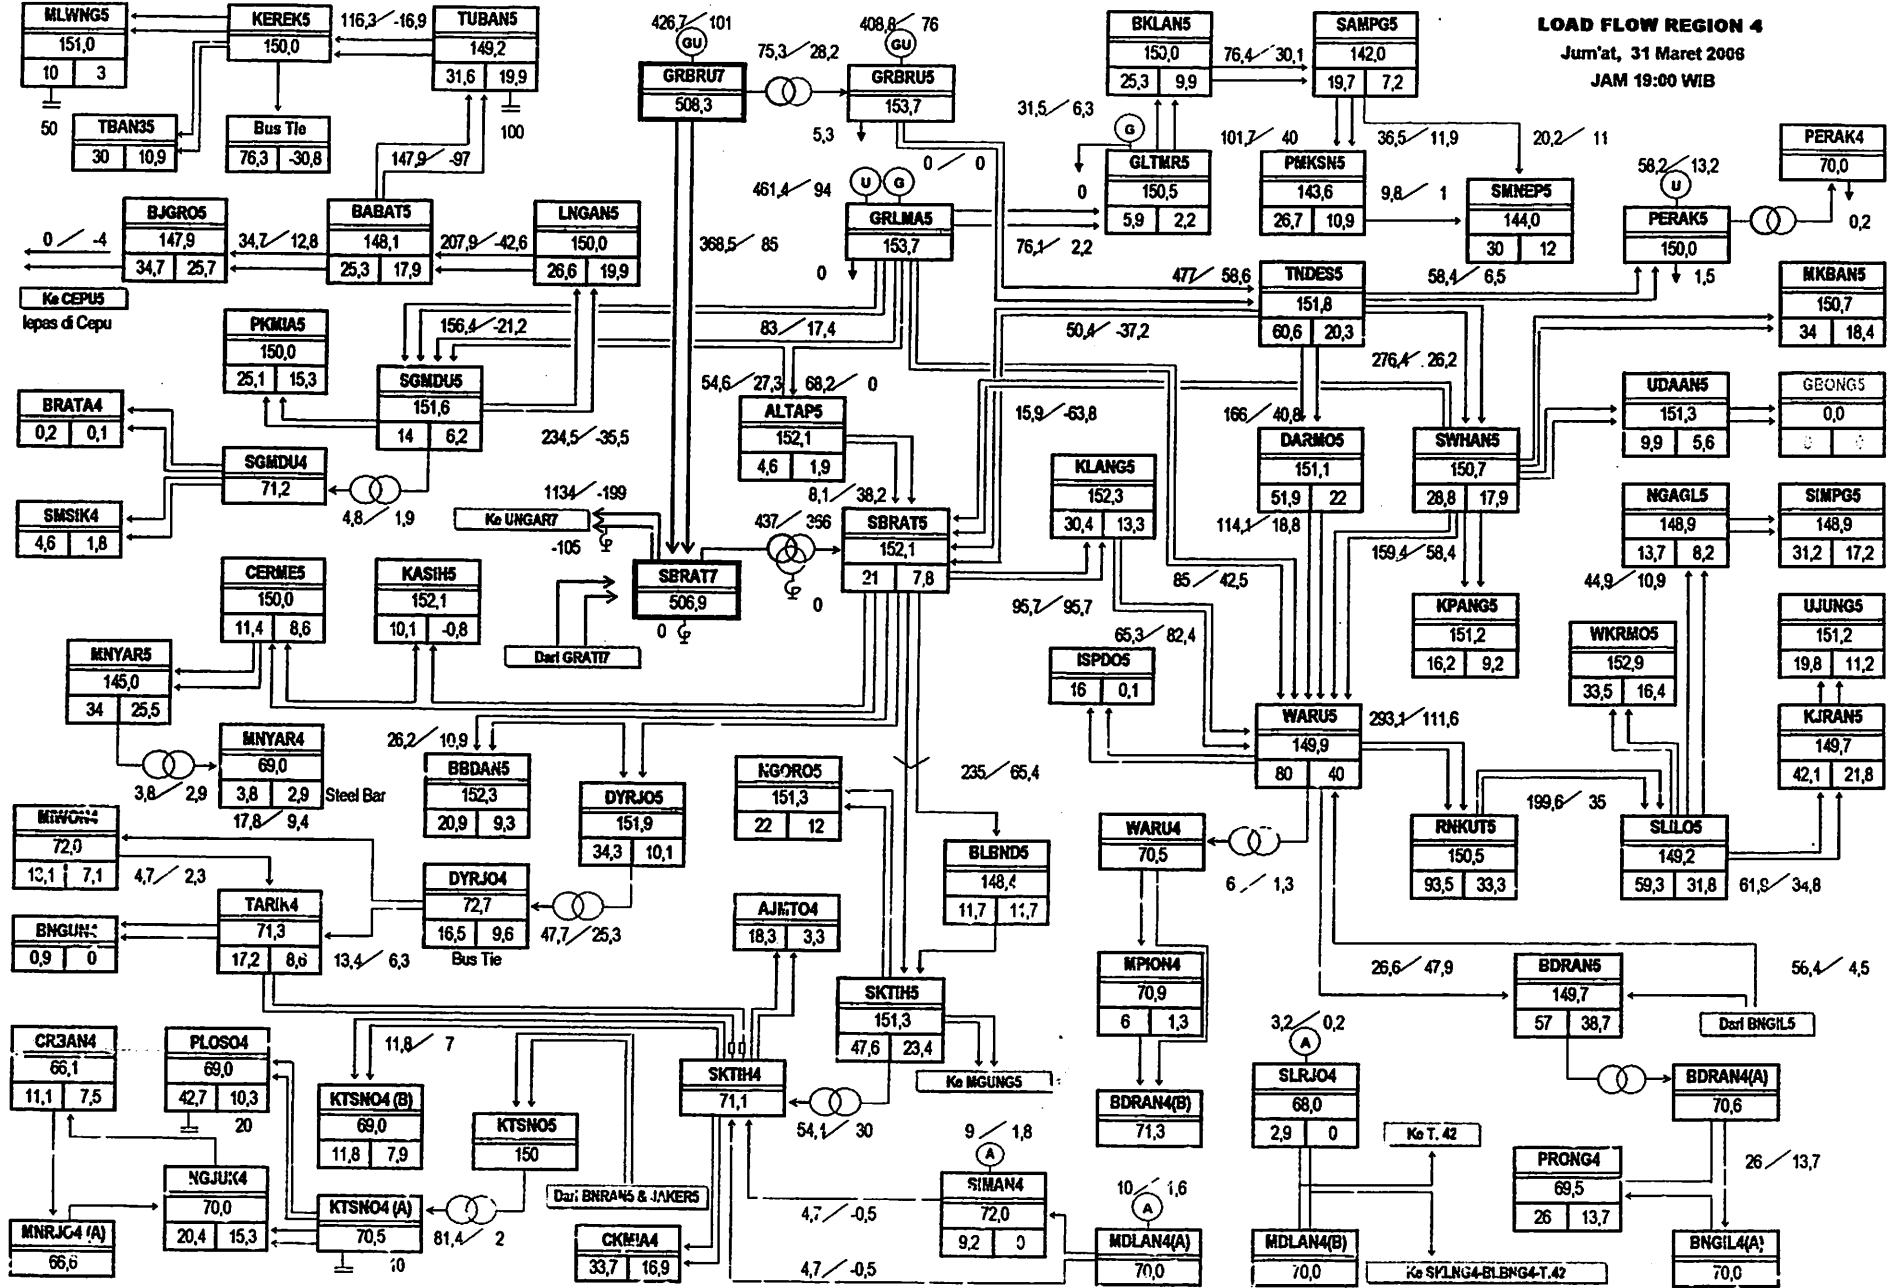 LOAD FLOW REGION 4
Jum'at, 31 Maret 2006
JAM 19:00 WIB
MLWNG5
151,0
10 3
50
KEREK5
150,0
116,3 / -16,9
TUBAN5
149,2
31,6 19,9
100
TBAN35
30 10,9
Bus Tie
76,3 -30,8
147,9 / -97
426,7 / 101
GU
GRBRU7
508,3
75,3 / 28,2
408,8 / 76
GU
GRBRU5
153,7
5,3
0 / 0
BKLAN5
150,0
25,3 9,9
76,4 / 30,1
SAMPG5
142,0
19,7 7,2
31,5 / 6,3
G
GLTMR5
150,5
5,9 2,2
0
101,7 / 40
PMKSN5
143,6
26,7 10,9
36,5 / 11,9
20,2 / 11
9,8 / 1
SMNEP5
144,0
30 12
58,2 / 13,2
U
PERAK5
150,0
1,5
PERAK4
70,0
0,2
BJGRO5
147,9
34,7 25,7
0 / -4
Ke CEPU5
lepas di Cepu
34,7 / 12,8
BABAT5
148,1
25,3 17,9
207,9 / -42,6
LNGAN5
150,0
26,6 19,9
368,5 / 85
461,4 / 94
U G
GRLMA5
153,7
0
76,1 / 2,2
477 / 58,6
TNDES5
151,8
60,6 20,3
58,4 / 6,5
MKBAN5
150,7
34 18,4
PKMIA5
150,0
25,1 15,3
156,4 / -21,2
83 / 17,4
50,4 / -37,2
276,4 / 26,2
SGMDU5
151,6
14 6,2
234,5 / -35,5
54,6 / 27,3
68,2 / 0
ALTAP5
152,1
4,6 1,9
15,9 / -63,8
166 / 40,8
DARMO5
151,1
51,9 22
SWHAN5
150,7
28,8 17,9
UDAAN5
151,3
9,9 5,6
GBONG5
0,0
BRATA4
0,2 0,1
SGMDU4
71,2
4,8 / 1,9
SMSIK4
4,6 1,8
1134 / -199
Ke UNGAR7
-105
8,1 / 38,2
437 / 366
0
SBRAT5
152,1
21 7,8
KLANG5
152,3
30,4 13,3
114,1 / 18,8
159,4 / 58,4
NGAGL5
148,9
13,7 8,2
SIMPG5
148,9
31,2 17,2
CERME5
150,0
11,4 8,6
KASIH5
152,1
10,1 -0,8
SBRAT7
506,9
0
Dari GRATI7
95,7 / 95,7
65,3 / 82,4
85 / 42,5
KPANG5
151,2
16,2 9,2
44,9 / 10,9
WKRMO5
152,9
33,5 16,4
UJUNG5
151,2
19,8 11,2
MNYAR5
145,0
34 25,5
ISPDO5
16 0,1
WARU5
149,9
80 40
293,1 / 111,6
KJRAN5
149,7
42,1 21,8
MNYAR4
69,0
3,8 2,9
Steel Bar
3,8 / 2,9
26,2 / 10,9
BBDAN5
152,3
20,9 9,3
DYRJO5
151,9
34,3 10,1
NGORO5
151,3
22 12
235 / 65,4
199,6 / 35
RNKUT5
150,5
93,5 33,3
SLILO5
149,2
59,3 31,8
61,9 / 34,8
MIWON4
72,0
13,1 7,1
17,8 / 9,4
4,7 / 2,3
DYRJO4
72,7
16,5 9,6
Bus Tie
47,7 / 25,3
BLBND5
148,4
11,7 11,7
WARU4
70,5
6 / 1,3
TARIK4
71,3
17,2 8,6
13,4 / 6,3
0,9 0
AJMTO4
18,3 3,3
SKTIH5
151,3
47,6 23,4
MPION4
70,9
6 1,3
26,6 / 47,9
BDRAN5
149,7
57 38,7
56,4 / 4,5
Dari BNGIL5
CRBAN4
66,1
11,1 7,5
PLOSO4
69,0
42,7 10,3
20
11,8 / 7
KTSNO4 (B)
69,0
11,8 7,9
KTSNO5
150
SKTIH4
71,1
54,1 / 30
Ke MGUNG5
BDRAN4(B)
71,3
3,2 / 0,2
A
SLRJO4
68,0
2,9 0
BDRAN4(A)
70,6
Ke T. 42
NGJUK4
70,0
20,4 15,3
KTSNO4 (A)
70,5
10
81,4 / 2
Dari BNRAN5 & JAKER5
9 / 1,8
A
SIMAN4
72,0
9,2 0
4,7 / -0,5
10 / 1,6
A
MDLAN4(A)
70,0
PRONG4
69,5
26 13,7
26 / 13,7
MNRJO4 (A)
66,6
CKMIA4
33,7 16,9
4,7 / -0,5
MDLAN4(B)
70,0
BNGIL4(A)
70,0